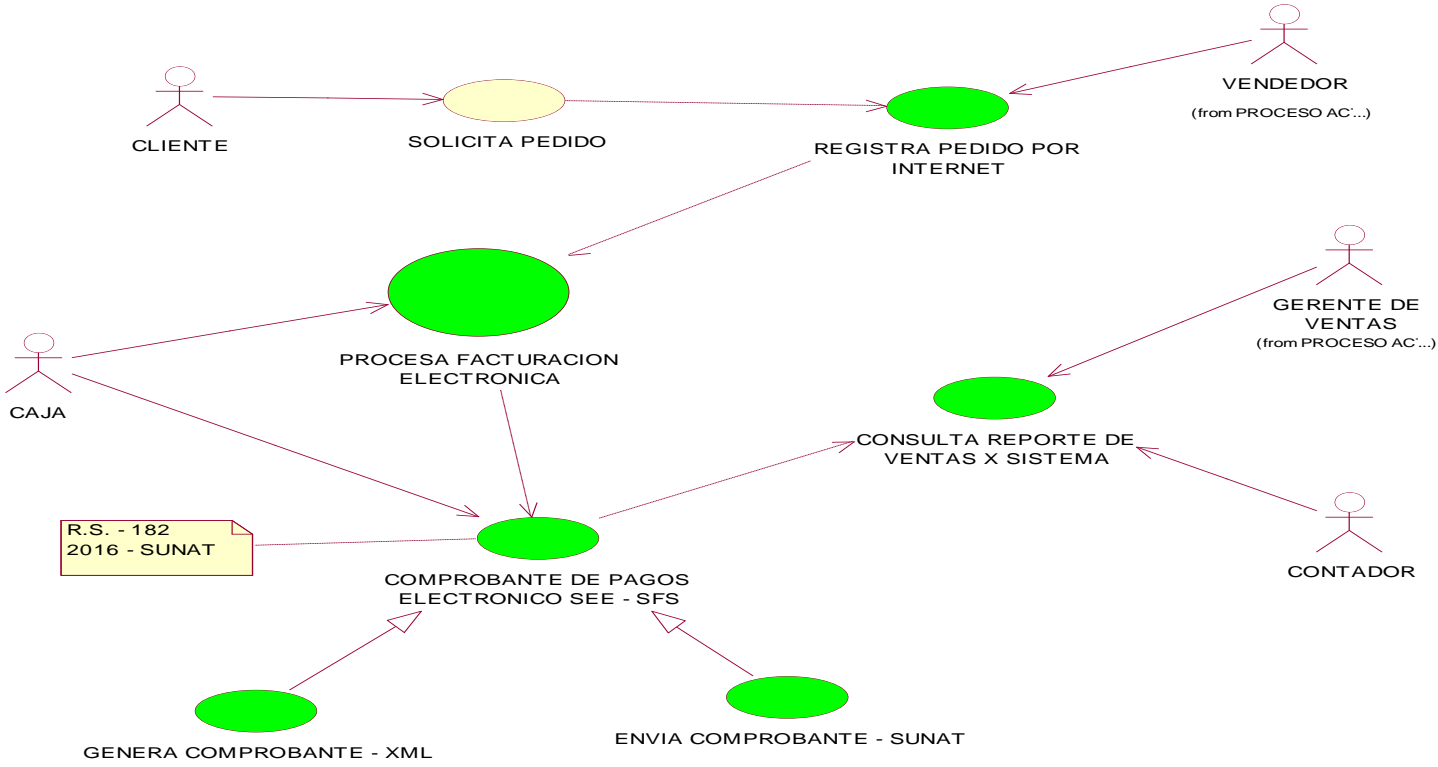 VENDEDOR
(from PROCESO AC'...)
CLIENTE
SOLICITA PEDIDO
REGISTRA PEDIDO POR
INTERNET
GERENTE DE
VENTAS
(from PROCESO AC'...)
PROCESA FACTURACION
ELECTRONICA
CAJA
CONSULTA REPORTE DE
VENTAS X SISTEMA
R.S. - 182
2016 - SUNAT
CONTADOR
COMPROBANTE DE PAGOS
ELECTRONICO SEE - SFS
GENERA COMPROBANTE - XML
ENVIA COMPROBANTE - SUNAT